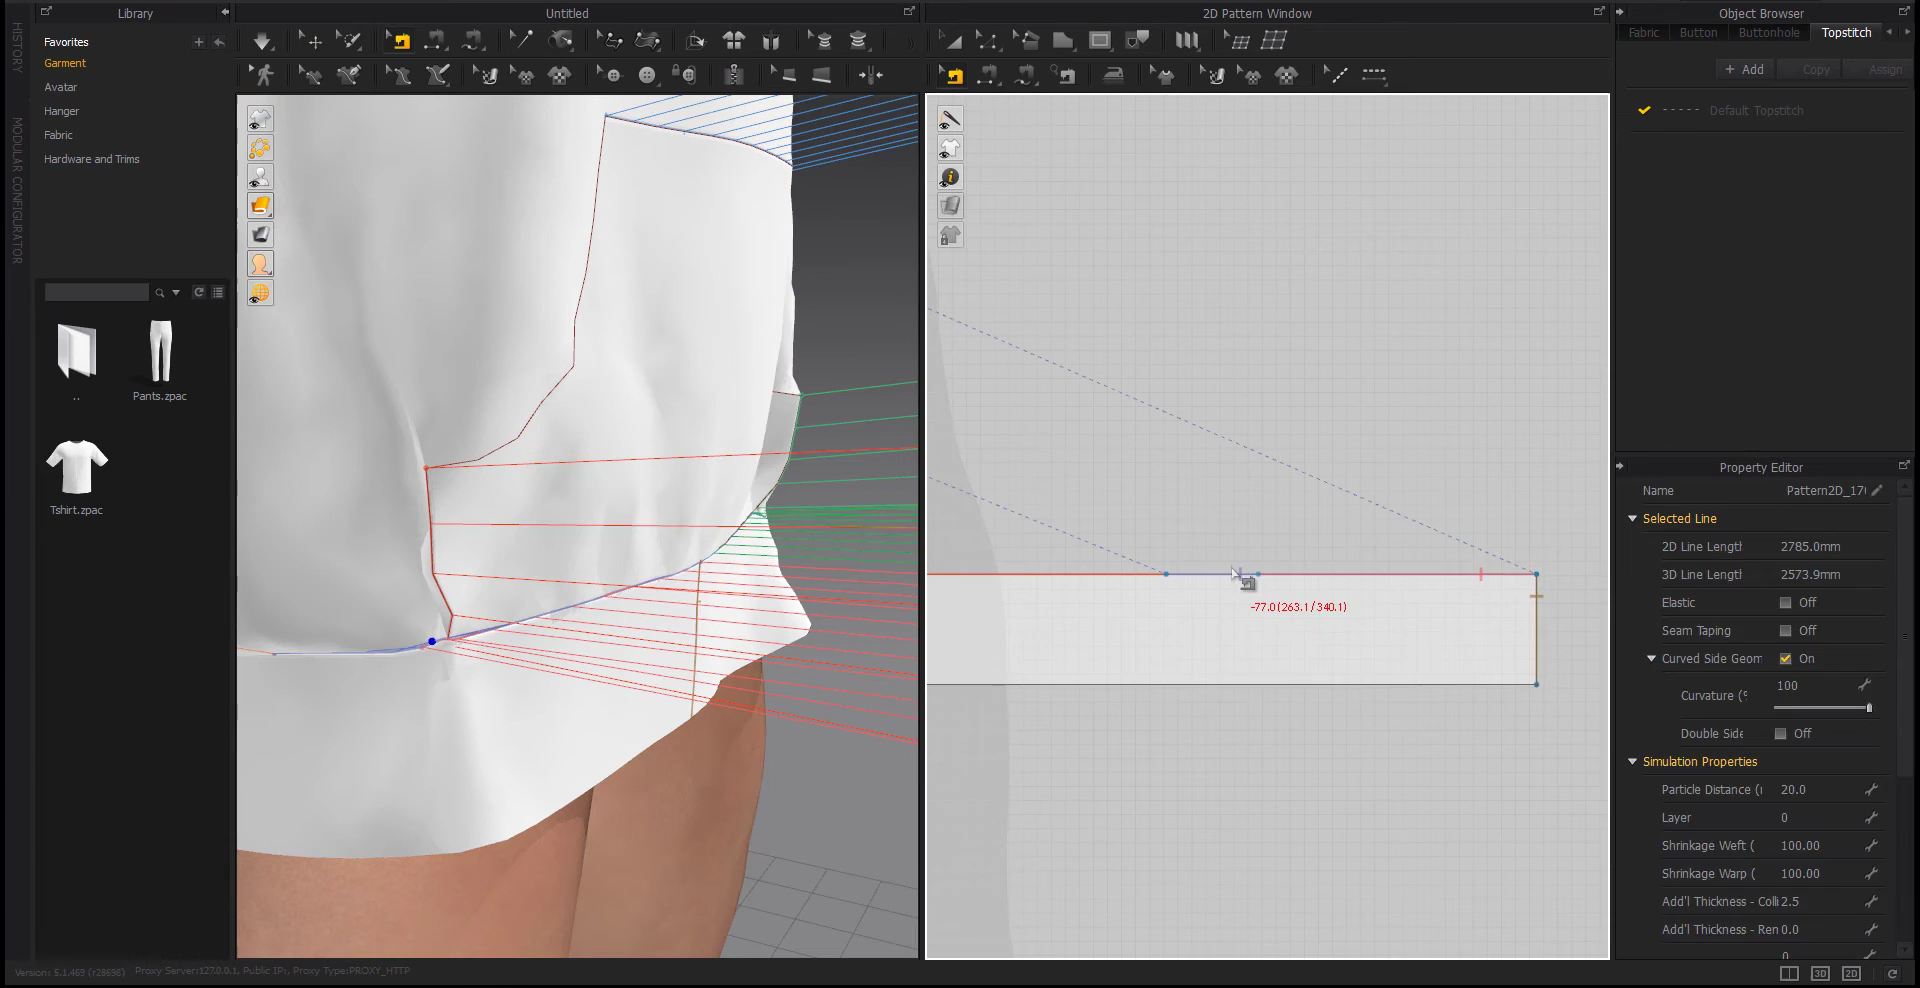 Library
Untitled
2D Pattern Window
Object Browser
HISTORY
MODULAR CONFIGURATOR
Favorites
Garment
Avatar
Hanger
Fabric
Hardware and Trims
..
Pants.zpac
Tshirt.zpac
Fabric
Button
Buttonhole
Topstitch
+ Add
Copy
Assign
Default Topstitch
-77.0(263.1/340.1)
Property Editor
Name
Pattern2D_17
Selected Line
2D Line Lengt
2785.0mm
3D Line Lengt
2573.9mm
Elastic
Off
Seam Taping
Off
Curved Side Geom
On
Curvature (°
100
Double Side
Off
Simulation Properties
Particle Distance (
20.0
Layer
0
Shrinkage Weft (
100.00
Shrinkage Warp (
100.00
Add'l Thickness - Colli
2.5
Add'l Thickness - Ren
0.0
Version: 5.1.469 (r28698)
Proxy Server:127.0.0.1, Public IP:, Proxy Type:PROXY_HTTP
3D
2D